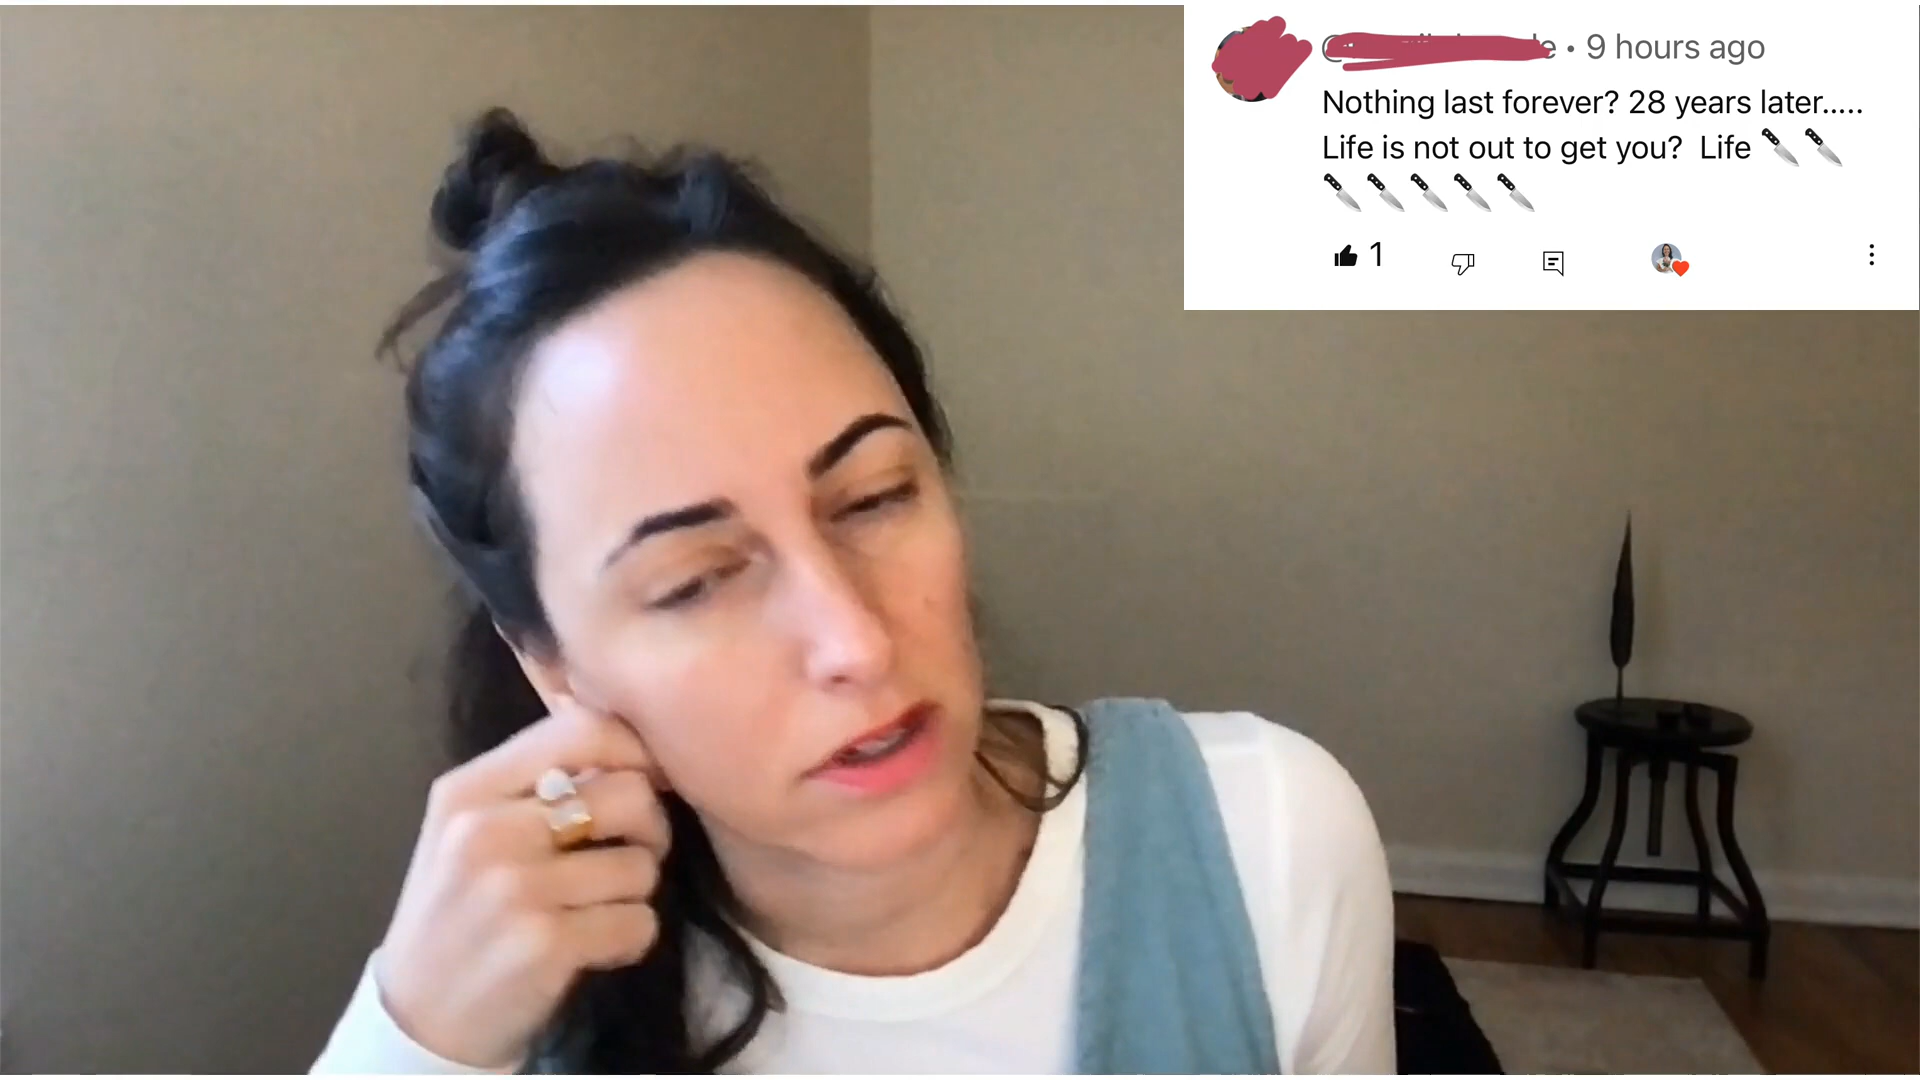 • 9 hours ago
Nothing last forever? 28 years later.....
Life is not out to get you?  Life 🔪🔪
🔪🔪🔪🔪🔪
1